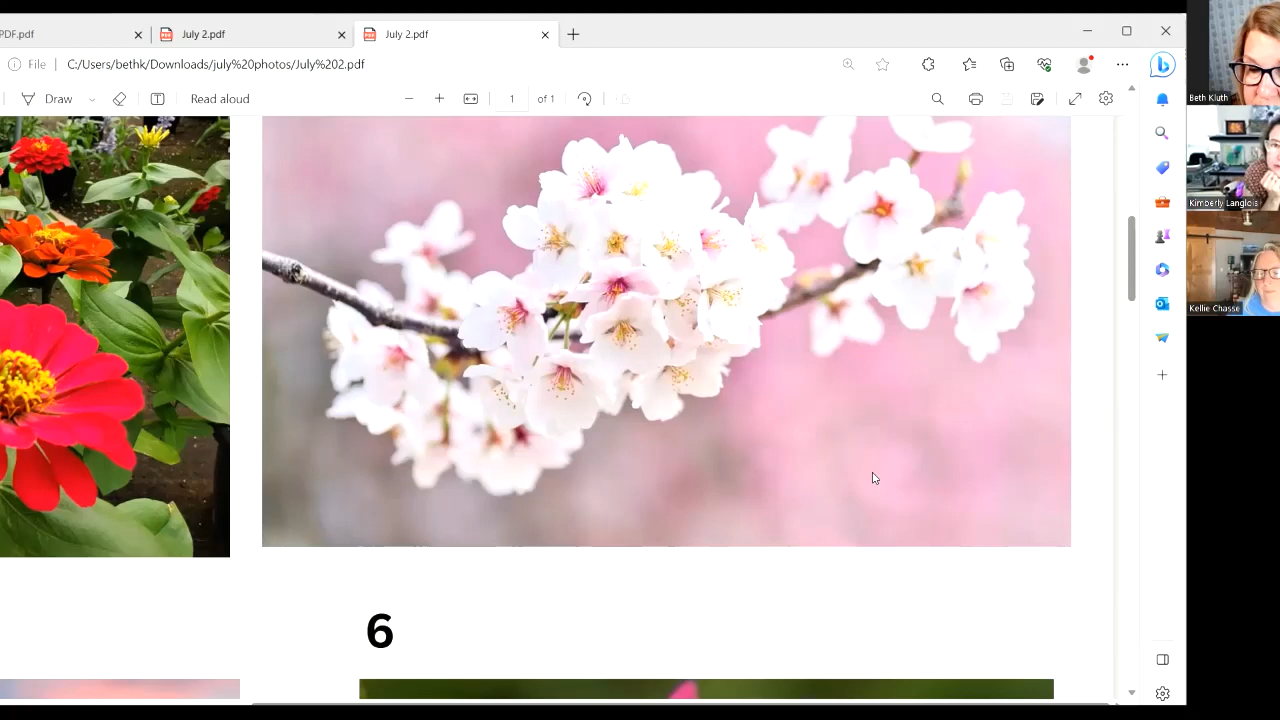 PDF.pdf
July 2.pdf
July 2.pdf
File
C:/Users/bethk/Downloads/july%20photos/July%202.pdf
Draw
Read aloud
1
of 1
Beth Kluth
Kimberly Langlois
Kellie Chasse
6